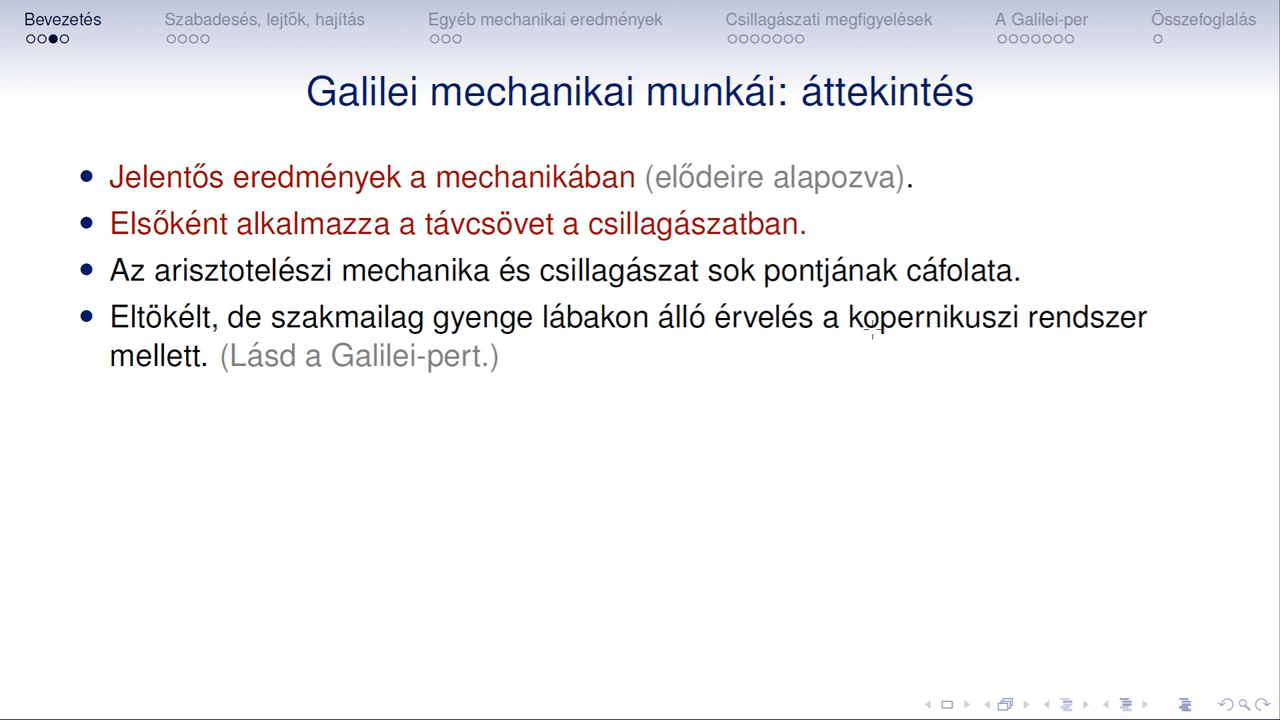 Bevezetés Szabadesés, lejtők, hajítás Egyéb mechanikai eredmények Csillagászati megfigyelések A Galilei-per Összefoglalás
Galilei mechanikai munkái: áttekintés
• Jelentős eredmények a mechanikában (elődeire alapozva).
• Elsőként alkalmazza a távcsövet a csillagászatban.
• Az arisztotelészi mechanika és csillagászat sok pontjának cáfolata.
• Eltökélt, de szakmailag gyenge lábakon álló érvelés a kopernikuszi rendszer
mellett. (Lásd a Galilei-pert.)